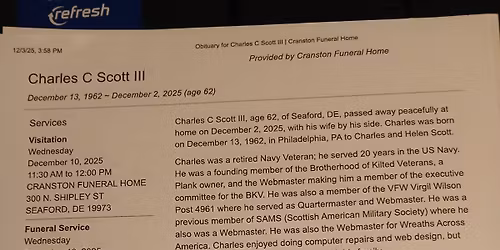 refresh
12/3/25, 3:58 PM
Obituary for Charles C Scott III | Cranston Funeral Home
Provided by Cranston Funeral Home
Charles C Scott III
December 13, 1962 ~ December 2, 2025 (age 62)
Services
Visitation
Wednesday
December 10, 2025
11:30 AM to 12:00 PM
CRANSTON FUNERAL HOME
300 N. SHIPLEY ST
SEAFORD, DE 19973
Funeral Service
Wednesday
Charles C Scott III, age 62, of Seaford, DE, passed away peacefully at
home on December 2, 2025, with his wife by his side. Charles was born
on December 13, 1962, in Philadelphia, PA to Charles and Helen Scott.
Charles was a retired Navy Veteran; he served 20 years in the US Navy.
He was a founding member of the Brotherhood of Kilted Veterans, a
Plank owner, and the Webmaster making him a member of the executive
committee for the BKV. He was also a member of the VFW Virgil Wilson
Post 4961 where he served as Quartermaster and Webmaster. He was a
previous member of SAMS (Scottish American Military Society) where he
also was a Webmaster. He was also the Webmaster for Wreaths Across
America. Charles enjoyed doing computer repairs and web design, but